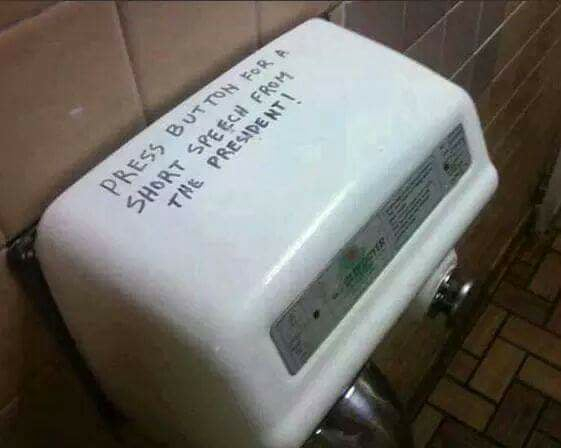 PRESS BUTTON FOR A
SHORT SPEECH FROM
THE PRESIDENT!